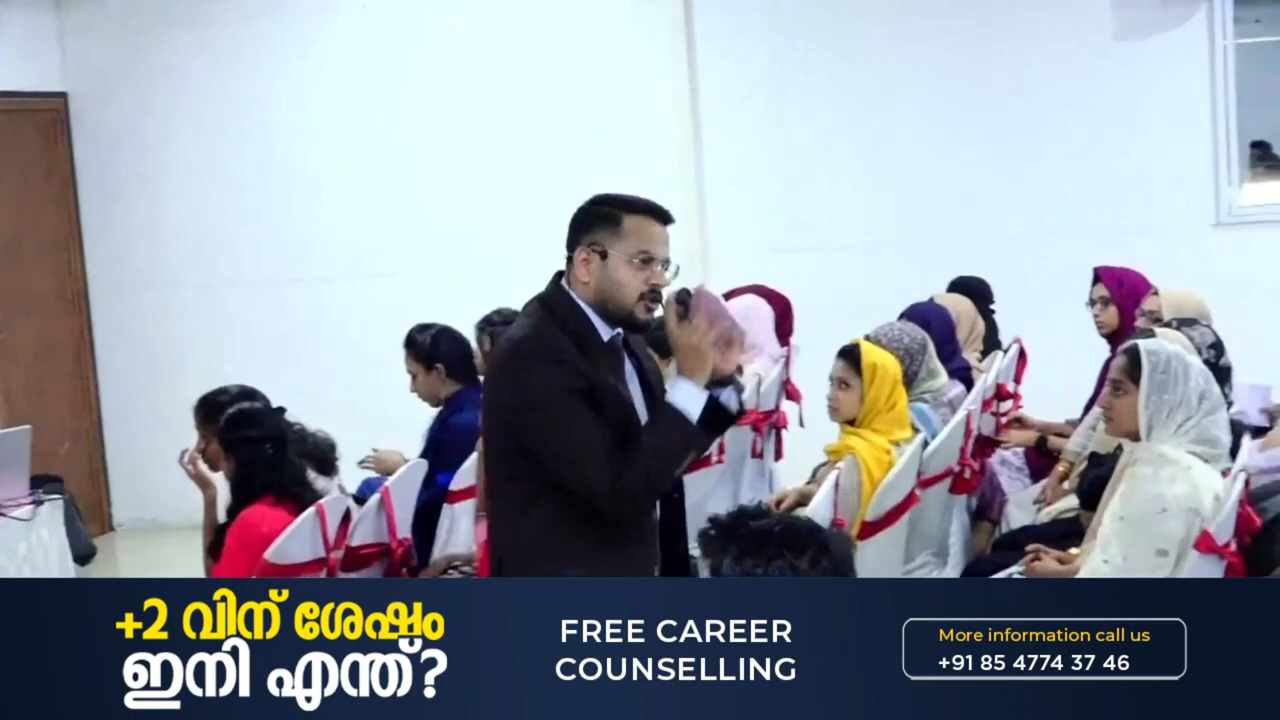 +2 വിന് ശേഷം
ഇനി എന്ത്?
FREE CAREER
COUNSELLING
More information call us
+91 85 4774 37 46